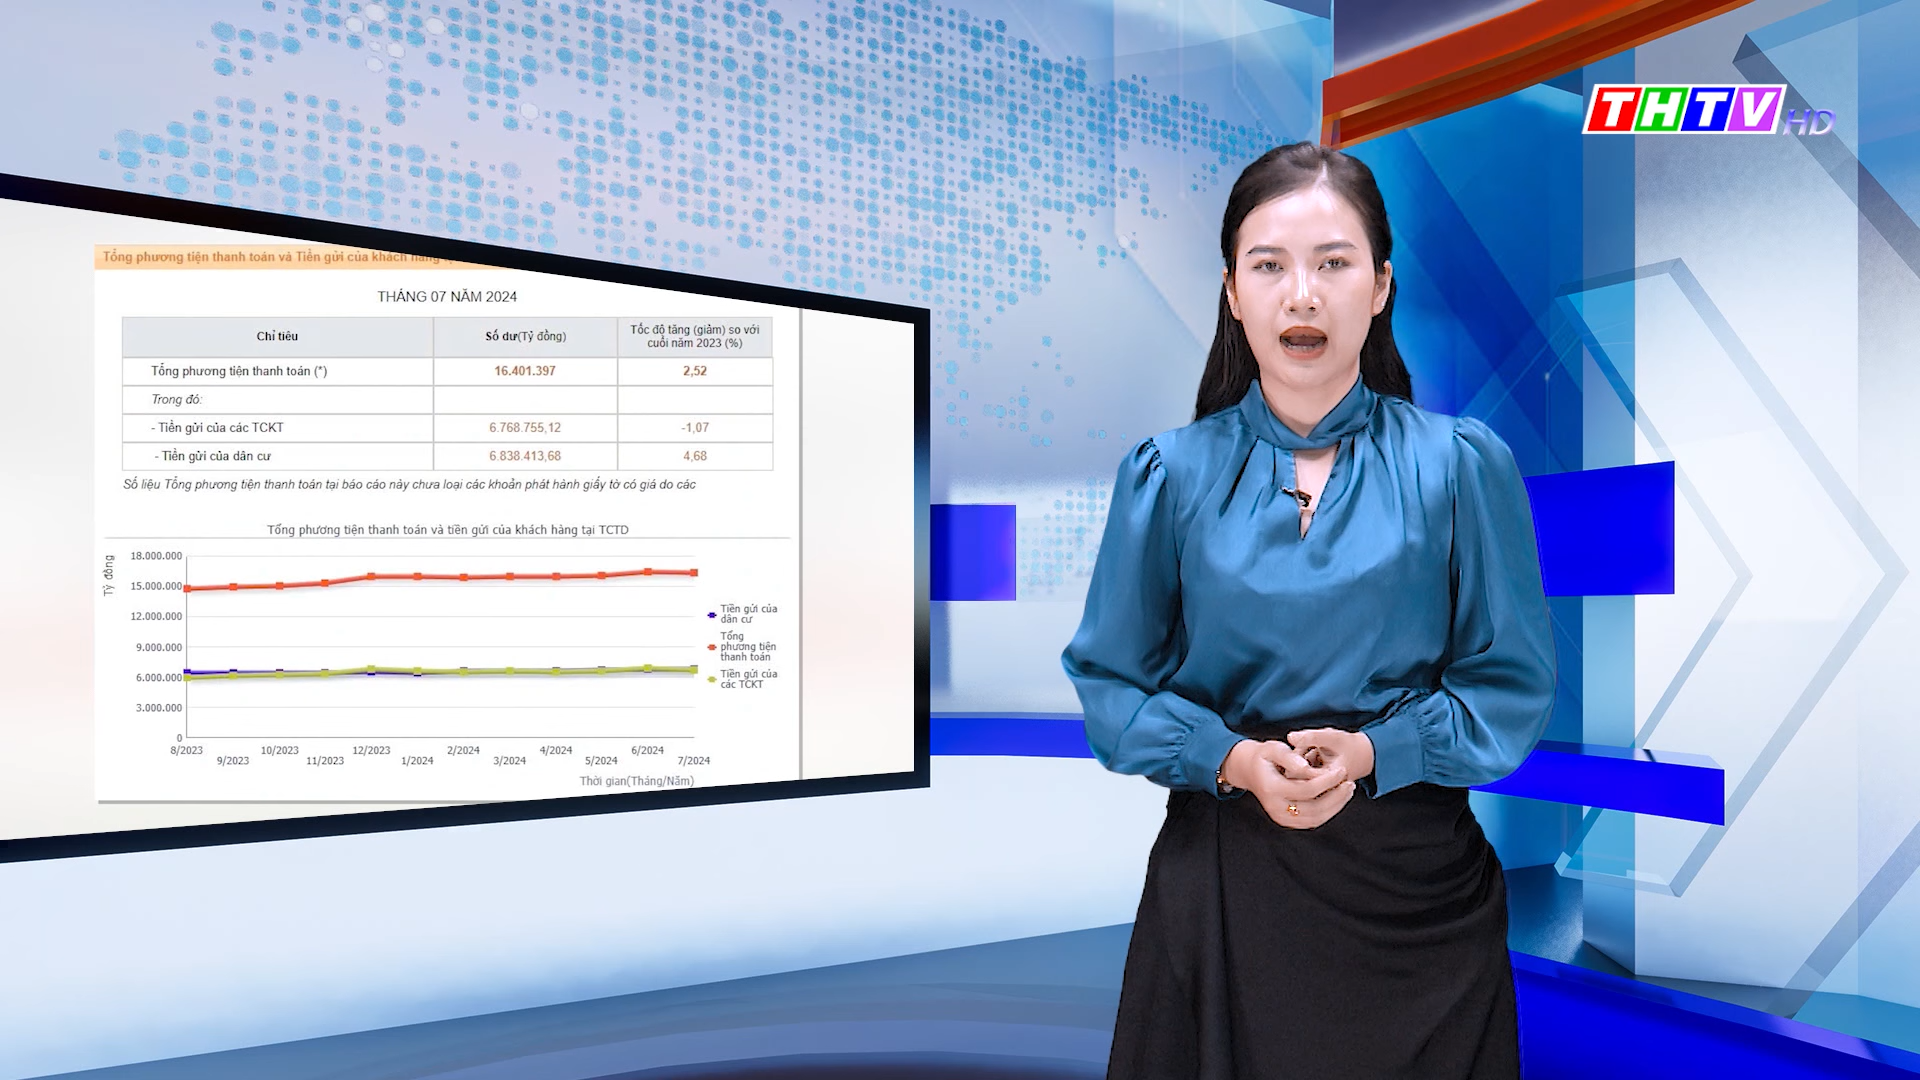 THTV HD
Tổng phương tiện thanh toán và Tiền gửi của khách hàng
THÁNG 07 NĂM 2024
Chỉ tiêu
Số dư(Tỷ đồng)
Tốc độ tăng (giảm) so với
cuối năm 2023 (%)
Tổng phương tiện thanh toán (*)
16.401.397
2,52
Trong đó:
- Tiền gửi của các TCKT
6.768.755,12
-1,07
- Tiền gửi của dân cư
6.838.413,68
4,68
Số liệu Tổng phương tiện thanh toán tại báo cáo này chưa loại các khoản phát hành giấy tờ có giá do các
Tổng phương tiện thanh toán và tiền gửi của khách hàng tại TCTD
Tỷ đồng
18.000.000
15.000.000
12.000.000
9.000.000
6.000.000
3.000.000
0
8/2023
9/2023
10/2023
11/2023
12/2023
1/2024
2/2024
3/2024
4/2024
5/2024
6/2024
7/2024
Thời gian(Tháng/Năm)
Tiền gửi của
dân cư
Tổng
phương tiện
thanh toán
Tiền gửi của
các TCKT